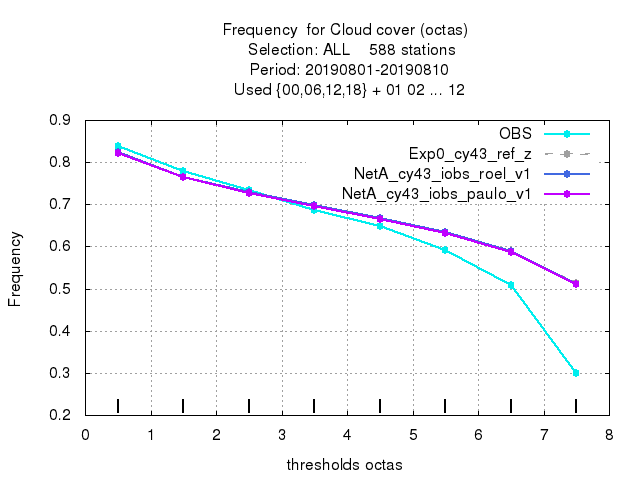 Frequency  for Cloud cover (octas)
Selection: ALL    588 stations
Period: 20190801-20190810
Used {00,06,12,18} + 01 02 ... 12
0.9
0.8
0.7
0.6
0.5
0.4
0.3
0.2
Frequency
OBS
Exp0_cy43_ref_z
NetA_cy43_iobs_roel_v1
NetA_cy43_iobs_paulo_v1
0 1 2 3 4 5 6 7 8
thresholds octas